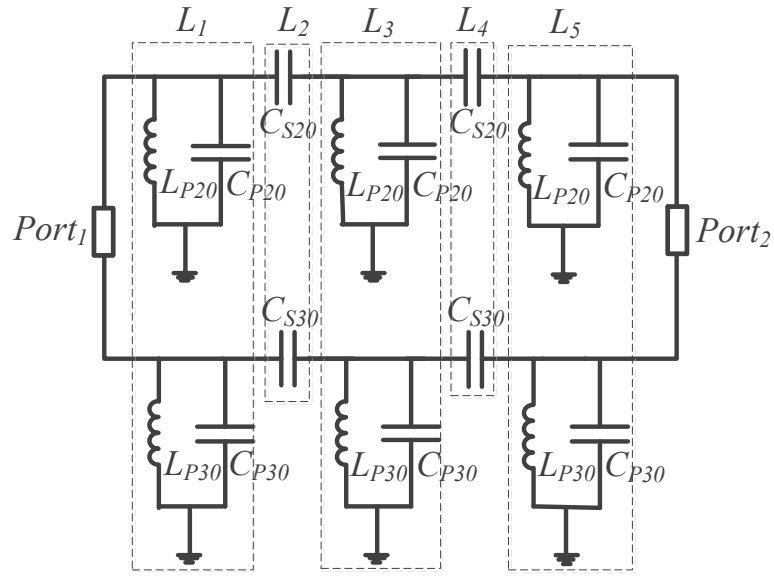 L1 L2 L3 L4 L5
CS20 CS20
LP20 CP20 LP20 CP20 LP20 CP20
Port1 Port2
CS30 CS30
LP30 CP30 LP30 CP30 LP30 CP30